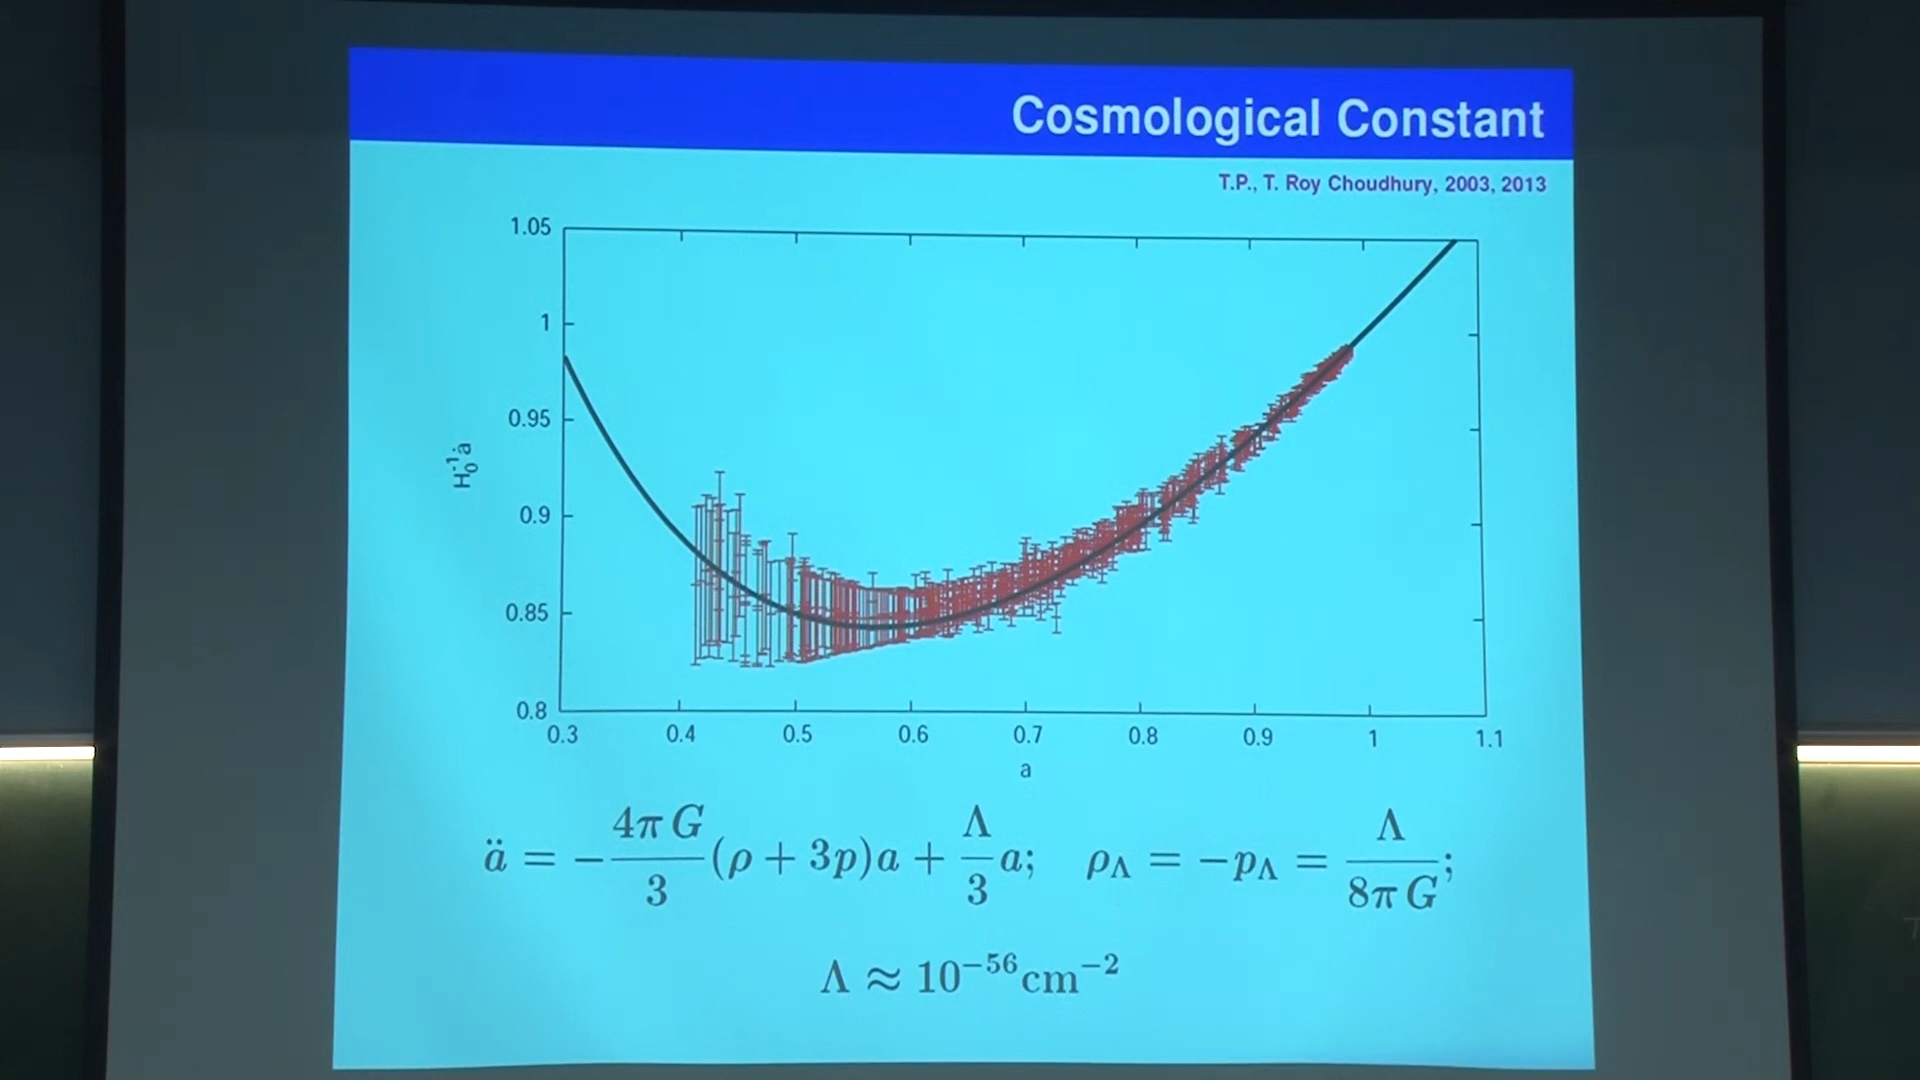 Cosmological Constant
T.P., T. Roy Choudhury, 2003, 2013
1.05
1
0.95
0.9
0.85
0.8
H₀⁻¹ȧ
0.3 0.4 0.5 0.6 0.7 0.8 0.9 1 1.1
a
ä = −4πG/3 (ρ + 3p)a + Λ/3 a; ρ_Λ = −p_Λ = Λ/8πG;
Λ ≈ 10⁻⁵⁶cm⁻²